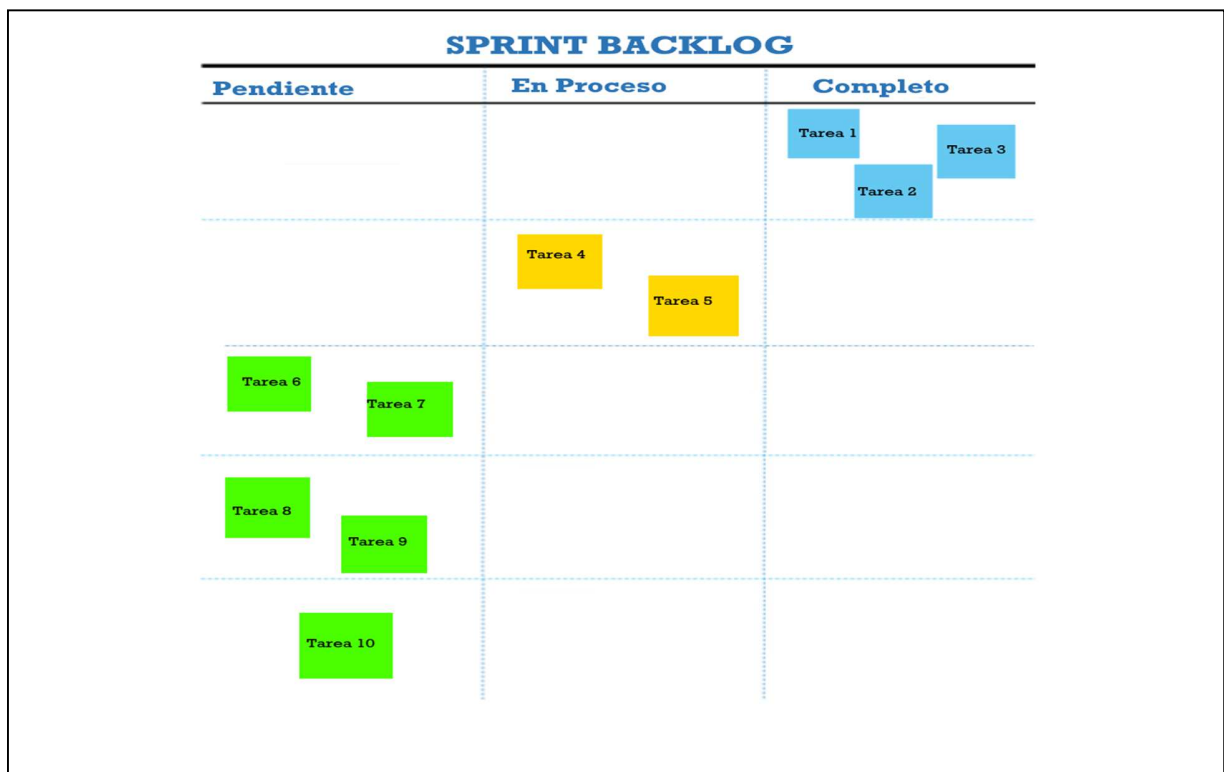 SPRINT BACKLOG
Pendiente
En Proceso
Completo
Tarea 1
Tarea 3
Tarea 2
Tarea 4
Tarea 5
Tarea 6
Tarea 7
Tarea 8
Tarea 9
Tarea 10